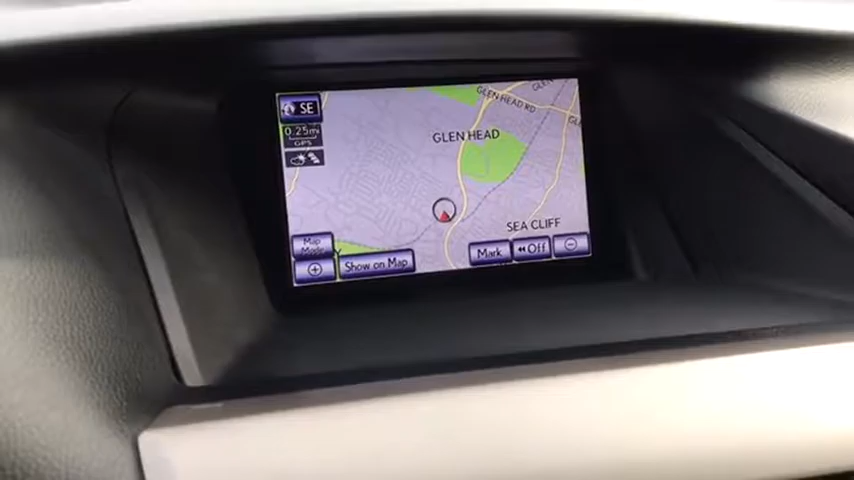 SE
GLEN HEAD RD
0.25mi
GPS
GLEN HEAD
SEA CLIFF
Map
Mode
Show on Map
Mark
Off